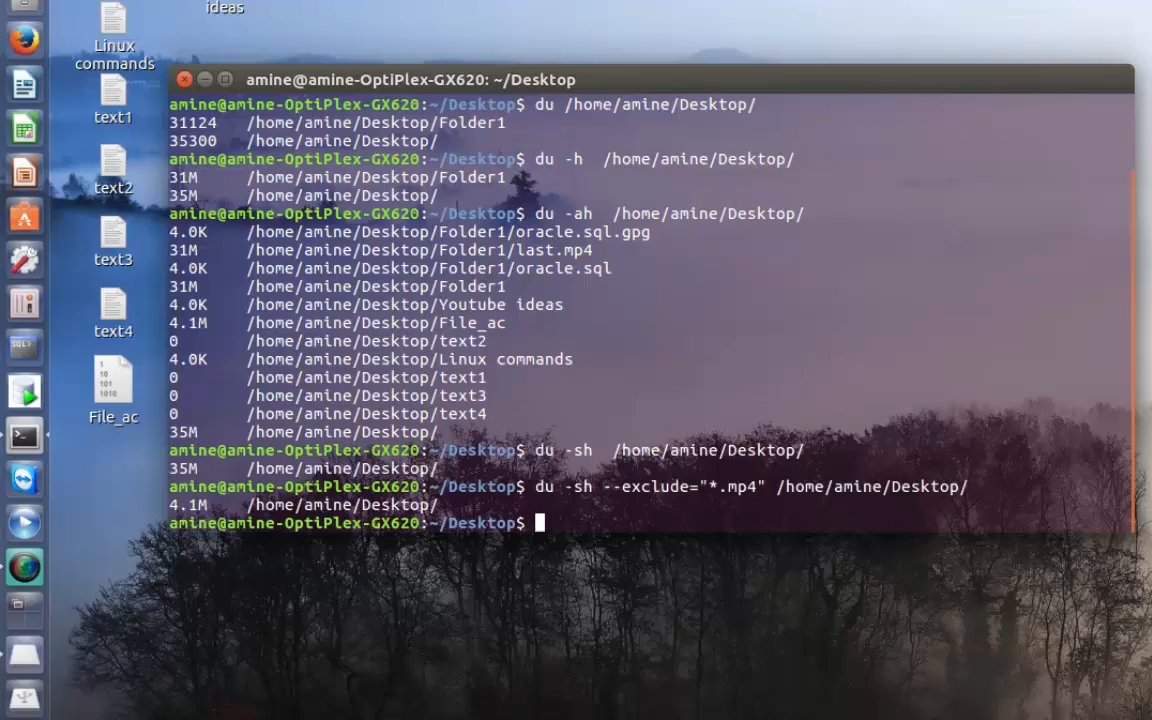 ideas
Linux
commands
text1
text2
text3
text4
1
10
101
1010
File_ac
SQL>
amine@amine-OptiPlex-GX620: ~/Desktop
amine@amine-OptiPlex-GX620:~/Desktop$ du /home/amine/Desktop/
31124 /home/amine/Desktop/Folder1
35300 /home/amine/Desktop/
amine@amine-OptiPlex-GX620:~/Desktop$ du -h  /home/amine/Desktop/
31M /home/amine/Desktop/Folder1
35M /home/amine/Desktop/
amine@amine-OptiPlex-GX620:~/Desktop$ du -ah  /home/amine/Desktop/
4.0K /home/amine/Desktop/Folder1/oracle.sql.gpg
31M /home/amine/Desktop/Folder1/last.mp4
4.0K /home/amine/Desktop/Folder1/oracle.sql
31M /home/amine/Desktop/Folder1
4.0K /home/amine/Desktop/Youtube ideas
4.1M /home/amine/Desktop/File_ac
0 /home/amine/Desktop/text2
4.0K /home/amine/Desktop/Linux commands
0 /home/amine/Desktop/text1
0 /home/amine/Desktop/text3
0 /home/amine/Desktop/text4
35M /home/amine/Desktop/
amine@amine-OptiPlex-GX620:~/Desktop$ du -sh  /home/amine/Desktop/
35M /home/amine/Desktop/
amine@amine-OptiPlex-GX620:~/Desktop$ du -sh --exclude="*.mp4" /home/amine/Desktop/
4.1M /home/amine/Desktop/
amine@amine-OptiPlex-GX620:~/Desktop$